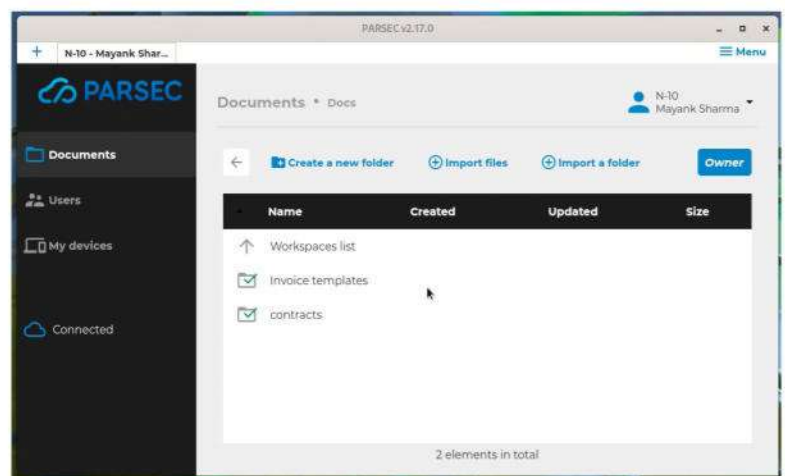 PARSEC v2.17.0
+ N-10 - Mayank Shar...
Menu
PARSEC
Documents
Users
My devices
Connected
Documents • Docs
N-10
Mayank Sharma
Create a new folder Import files Import a folder Owner
Name Created Updated Size
Workspaces list
Invoice templates
contracts
2 elements in total